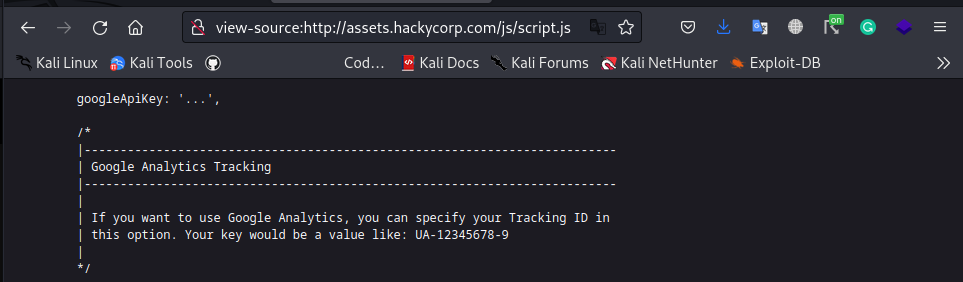 view-source:http://assets.hackycorp.com/js/script.js
on
Kali Linux Kali Tools Cod… Kali Docs Kali Forums Kali NetHunter Exploit-DB
googleApiKey: '...',
/*
|--------------------------------------------------------------------------
| Google Analytics Tracking
|--------------------------------------------------------------------------
|
| If you want to use Google Analytics, you can specify your Tracking ID in
| this option. Your key would be a value like: UA-12345678-9
|
*/